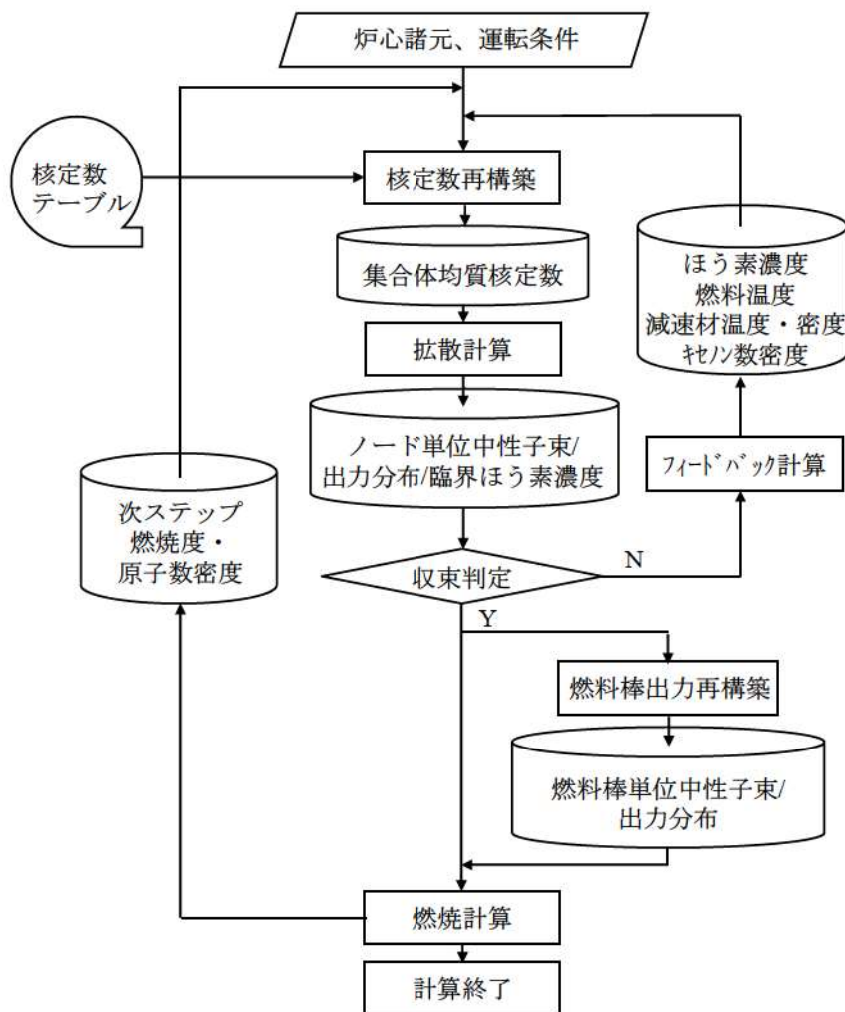 炉心諸元、運転条件
核定数
テーブル
核定数再構築
集合体均質核定数
ほう素濃度
燃料温度
減速材温度・密度
ｷｾﾉﾝ数密度
拡散計算
ノード単位中性子束/
出力分布/臨界ほう素濃度
ﾌｨｰﾄﾞﾊﾞｯｸ計算
次ステップ
燃焼度・
原子数密度
収束判定
N
Y
燃料棒出力再構築
燃料棒単位中性子束/
出力分布
燃焼計算
計算終了